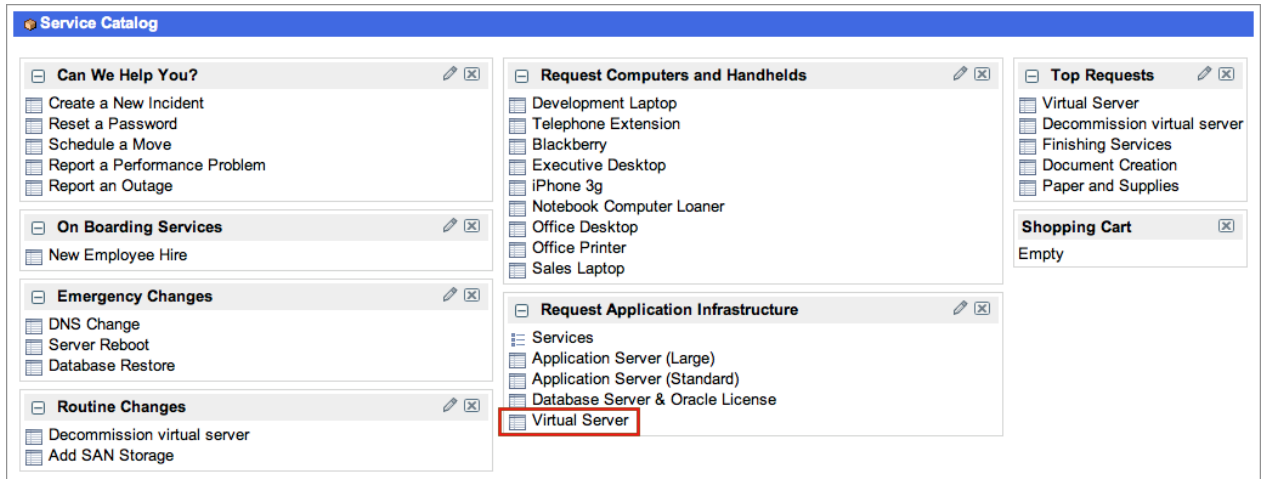 Service Catalog
Can We Help You?
Create a New Incident
Reset a Password
Schedule a Move
Report a Performance Problem
Report an Outage
On Boarding Services
New Employee Hire
Emergency Changes
DNS Change
Server Reboot
Database Restore
Routine Changes
Decommission virtual server
Add SAN Storage
Request Computers and Handhelds
Development Laptop
Telephone Extension
Blackberry
Executive Desktop
iPhone 3g
Notebook Computer Loaner
Office Desktop
Office Printer
Sales Laptop
Request Application Infrastructure
Services
Application Server (Large)
Application Server (Standard)
Database Server & Oracle License
Virtual Server
Top Requests
Virtual Server
Decommission virtual server
Finishing Services
Document Creation
Paper and Supplies
Shopping Cart
Empty